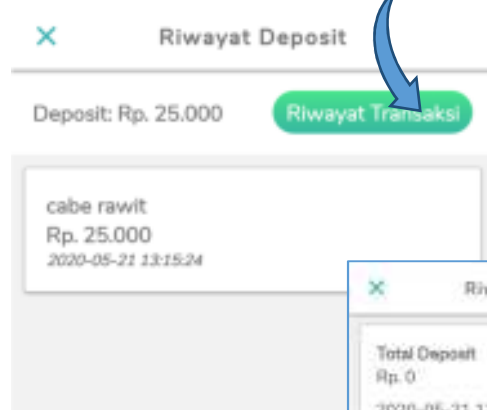 Riwayat Deposit
Deposit: Rp. 25.000
Riwayat Transaksi
cabe rawit
Rp. 25.000
2020-05-21 13:15:24
Total Deposit
Rp. 0